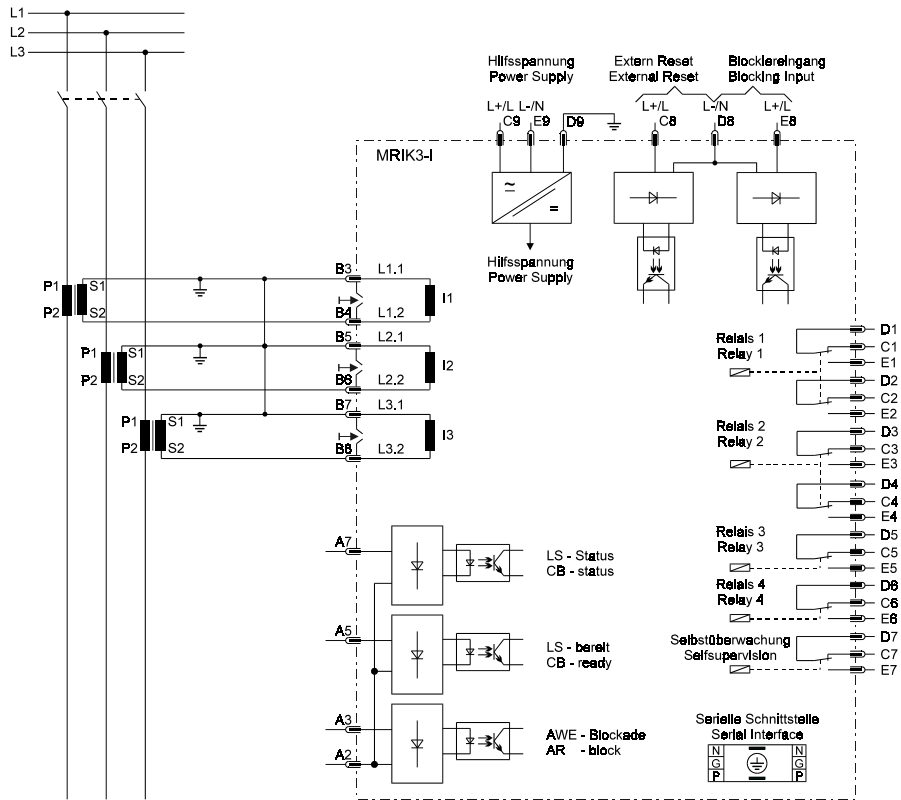 L1
L2
L3
Hilfsspannung
Power Supply
Extern Reset
External Reset
Blockiereingang
Blocking Input
L+/L L-/N
C9 E9 D9
L+/L L-/N L+/L
C8 D8 E8
MRIK3-I
Hilfsspannung
Power Supply
P1 S1
P2 S2
B3 L1.1
I1
B4 L1.2
P1 S1
P2 S2
B5 L2.1
I2
B6 L2.2
P1 S1
P2 S2
B7 L3.1
I3
B8 L3.2
Relais 1
Relay 1
D1
C1
E1
D2
C2
E2
Relais 2
Relay 2
D3
C3
E3
D4
C4
E4
Relais 3
Relay 3
D5
C5
E5
Relais 4
Relay 4
D6
C6
E6
Selbstüberwachung
Selfsupervision
D7
C7
E7
A7
LS - Status
CB - status
A5
LS - bereit
CB - ready
A3
A2
AWE - Blockade
AR - block
Serielle Schnittstelle
Serial Interface
N N
G G
P P